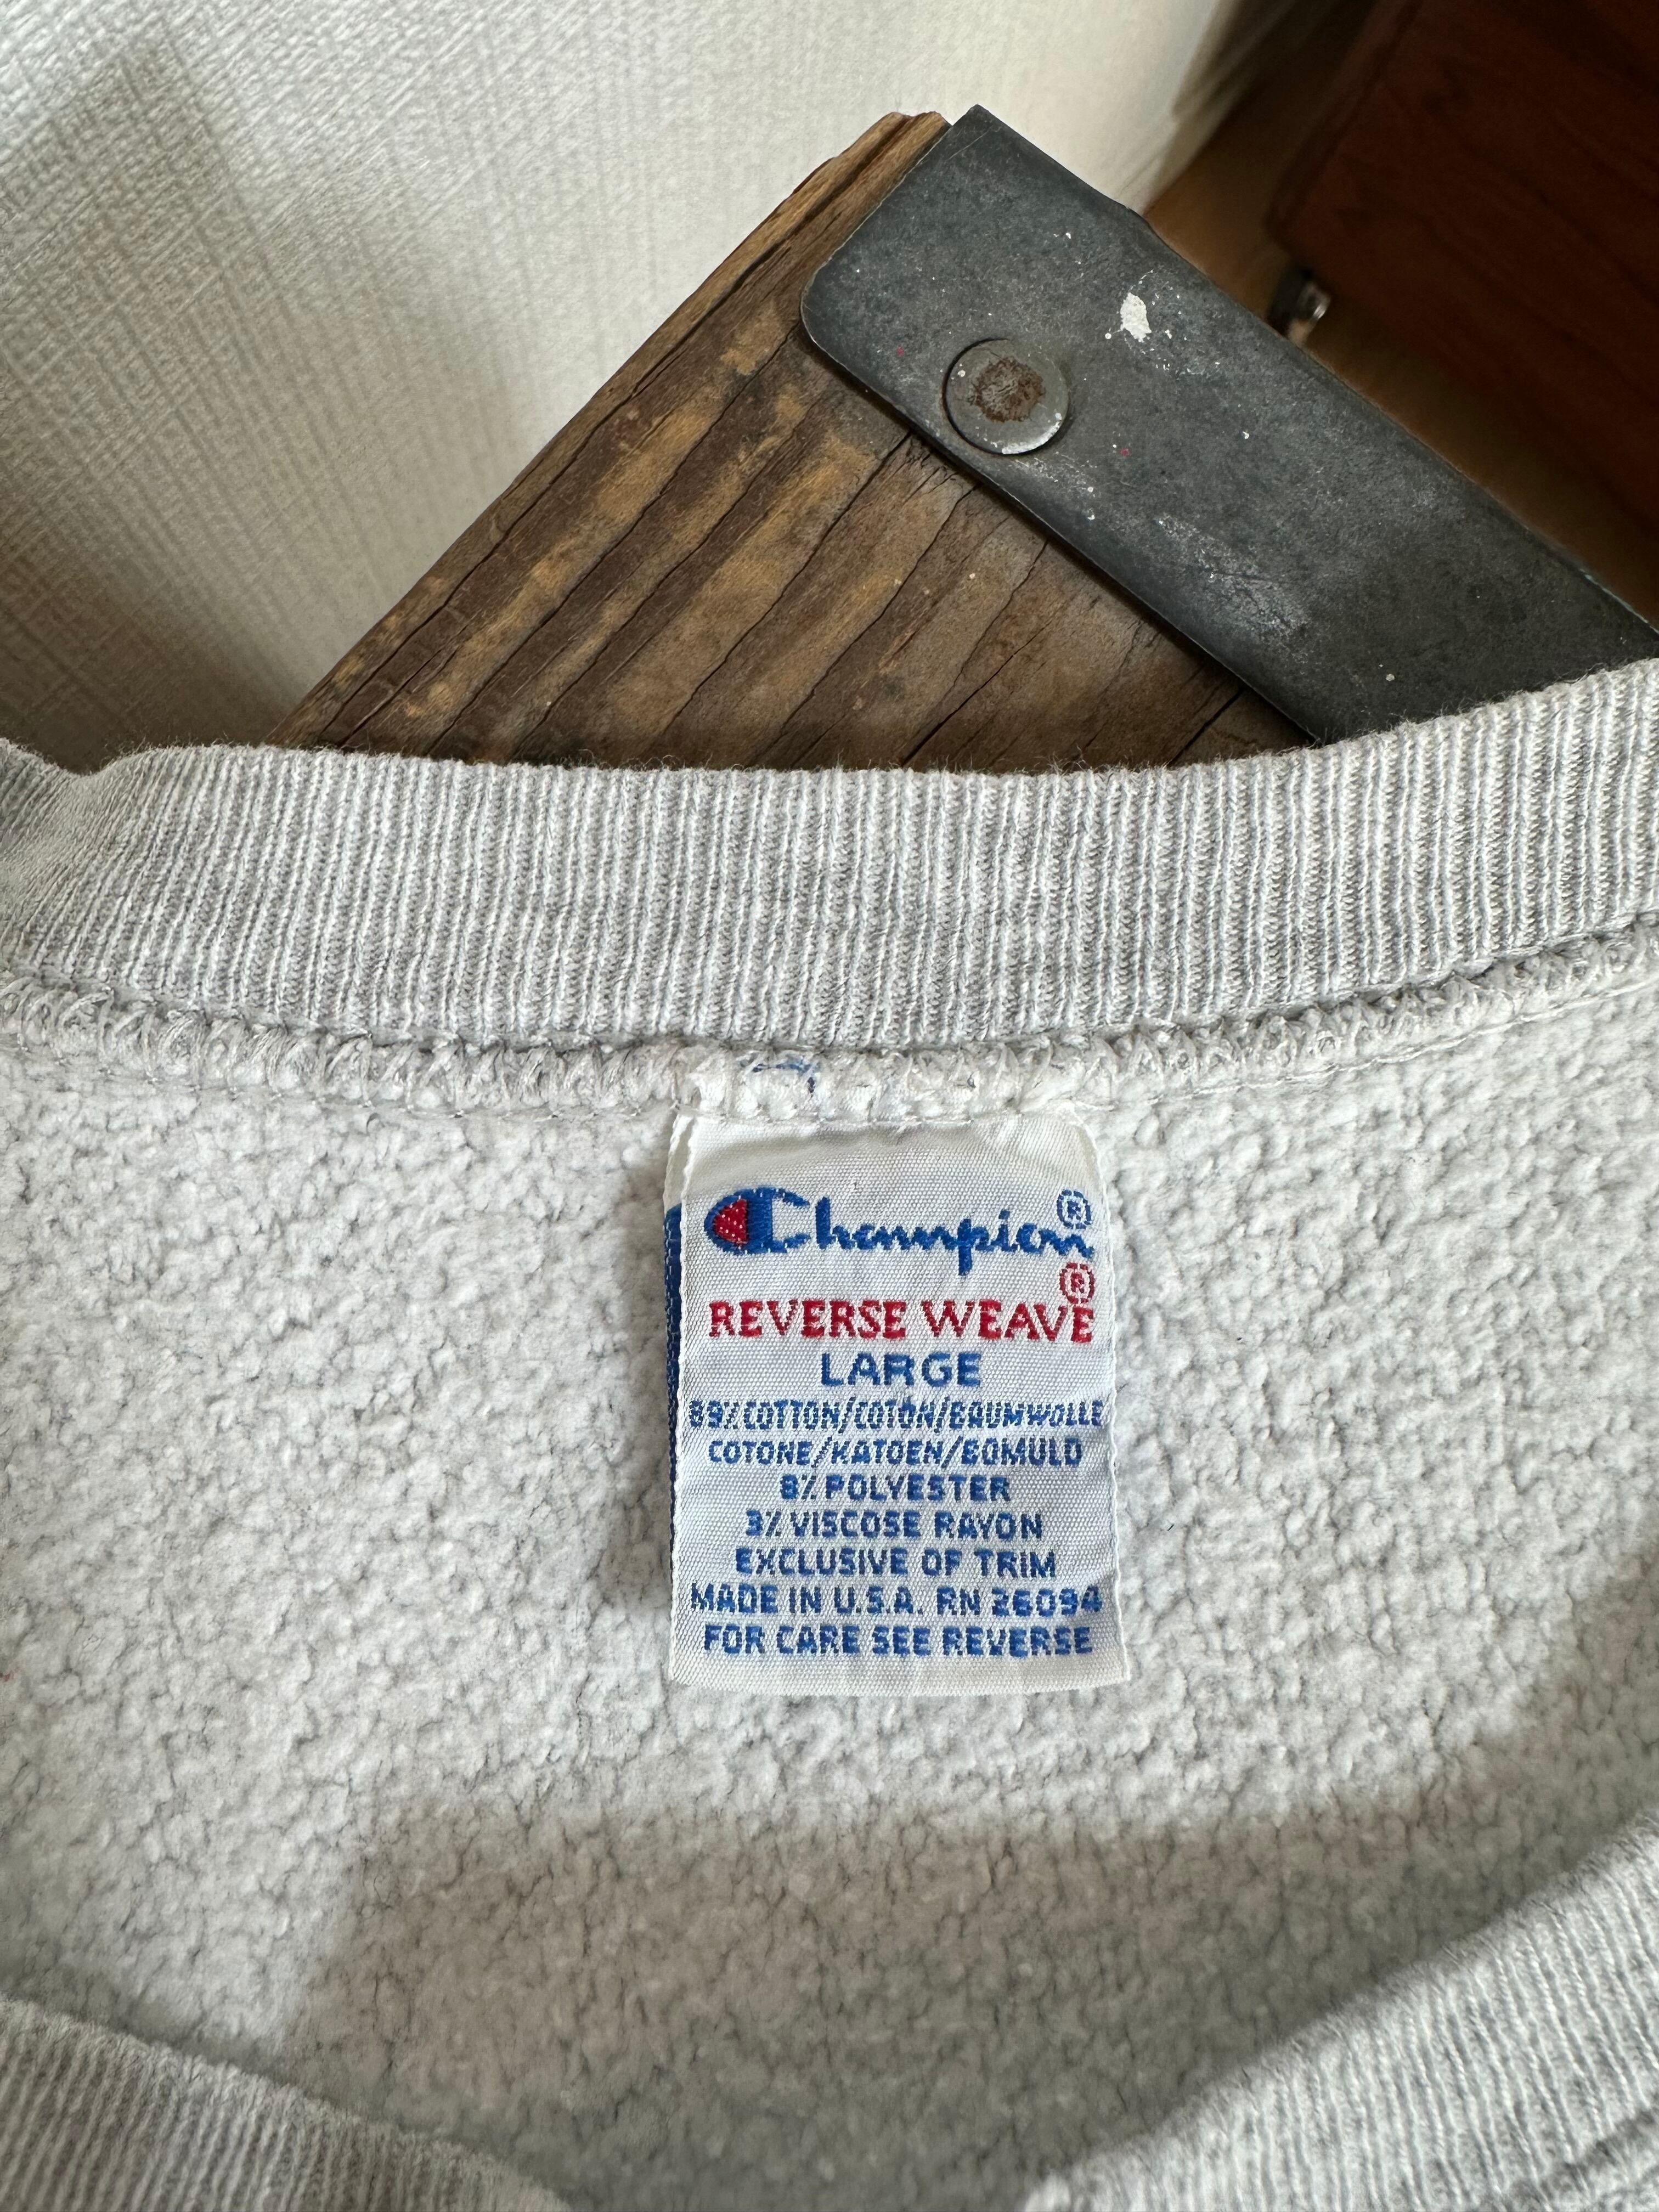 Champion®
®
REVERSE WEAVE
LARGE
89% COTTON/COTON/BAUMWOLLE
COTONE/KATOEN/BOMULD
8% POLYESTER
3% VISCOSE RAYON
EXCLUSIVE OF TRIM
MADE IN U.S.A. RN 26094
FOR CARE SEE REVERSE